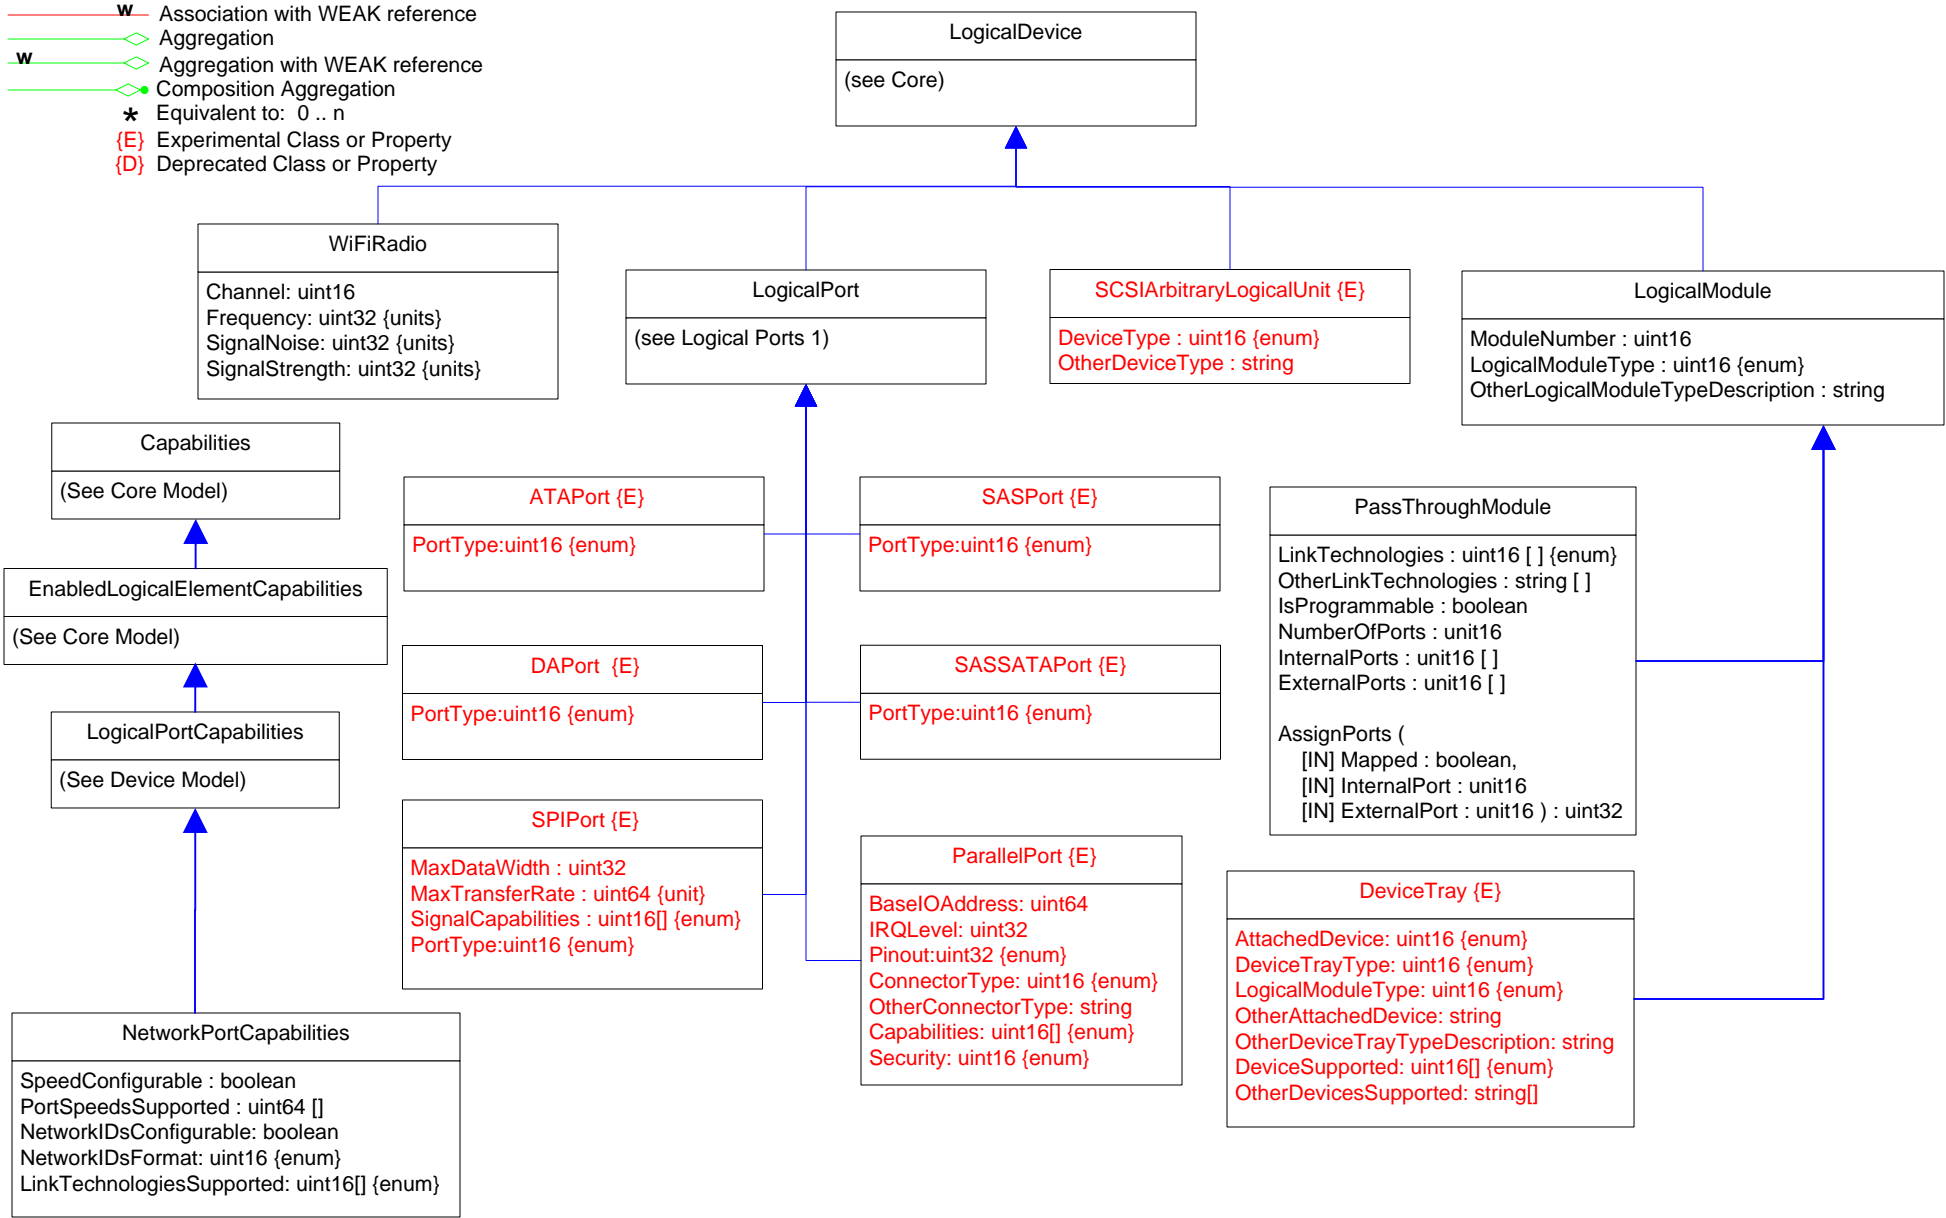 w Association with WEAK reference
Aggregation
w Aggregation with WEAK reference
Composition Aggregation
* Equivalent to: 0 .. n
{E} Experimental Class or Property
{D} Deprecated Class or Property
LogicalDevice
(see Core)
WiFiRadio
Channel: uint16
Frequency: uint32 {units}
SignalNoise: uint32 {units}
SignalStrength: uint32 {units}
LogicalPort
(see Logical Ports 1)
SCSIArbitraryLogicalUnit {E}
DeviceType : uint16 {enum}
OtherDeviceType : string
LogicalModule
ModuleNumber : uint16
LogicalModuleType : uint16 {enum}
OtherLogicalModuleTypeDescription : string
Capabilities
(See Core Model)
EnabledLogicalElementCapabilities
(See Core Model)
LogicalPortCapabilities
(See Device Model)
NetworkPortCapabilities
SpeedConfigurable : boolean
PortSpeedsSupported : uint64 []
NetworkIDsConfigurable: boolean
NetworkIDsFormat: uint16 {enum}
LinkTechnologiesSupported: uint16[] {enum}
ATAPort {E}
PortType:uint16 {enum}
SASPort {E}
PortType:uint16 {enum}
DAPort {E}
PortType:uint16 {enum}
SASSATAPort {E}
PortType:uint16 {enum}
SPIPort {E}
MaxDataWidth : uint32
MaxTransferRate : uint64 {unit}
SignalCapabilities : uint16[] {enum}
PortType:uint16 {enum}
ParallelPort {E}
BaseIOAddress: uint64
IRQLevel: uint32
Pinout:uint32 {enum}
ConnectorType: uint16 {enum}
OtherConnectorType: string
Capabilities: uint16[] {enum}
Security: uint16 {enum}
PassThroughModule
LinkTechnologies : uint16 [ ] {enum}
OtherLinkTechnologies : string [ ]
IsProgrammable : boolean
NumberOfPorts : unit16
InternalPorts : unit16 [ ]
ExternalPorts : unit16 [ ]
AssignPorts (
[IN] Mapped : boolean,
[IN] InternalPort : unit16
[IN] ExternalPort : unit16 ) : uint32
DeviceTray {E}
AttachedDevice: uint16 {enum}
DeviceTrayType: uint16 {enum}
LogicalModuleType: uint16 {enum}
OtherAttachedDevice: string
OtherDeviceTrayTypeDescription: string
DeviceSupported: uint16[] {enum}
OtherDevicesSupported: string[]